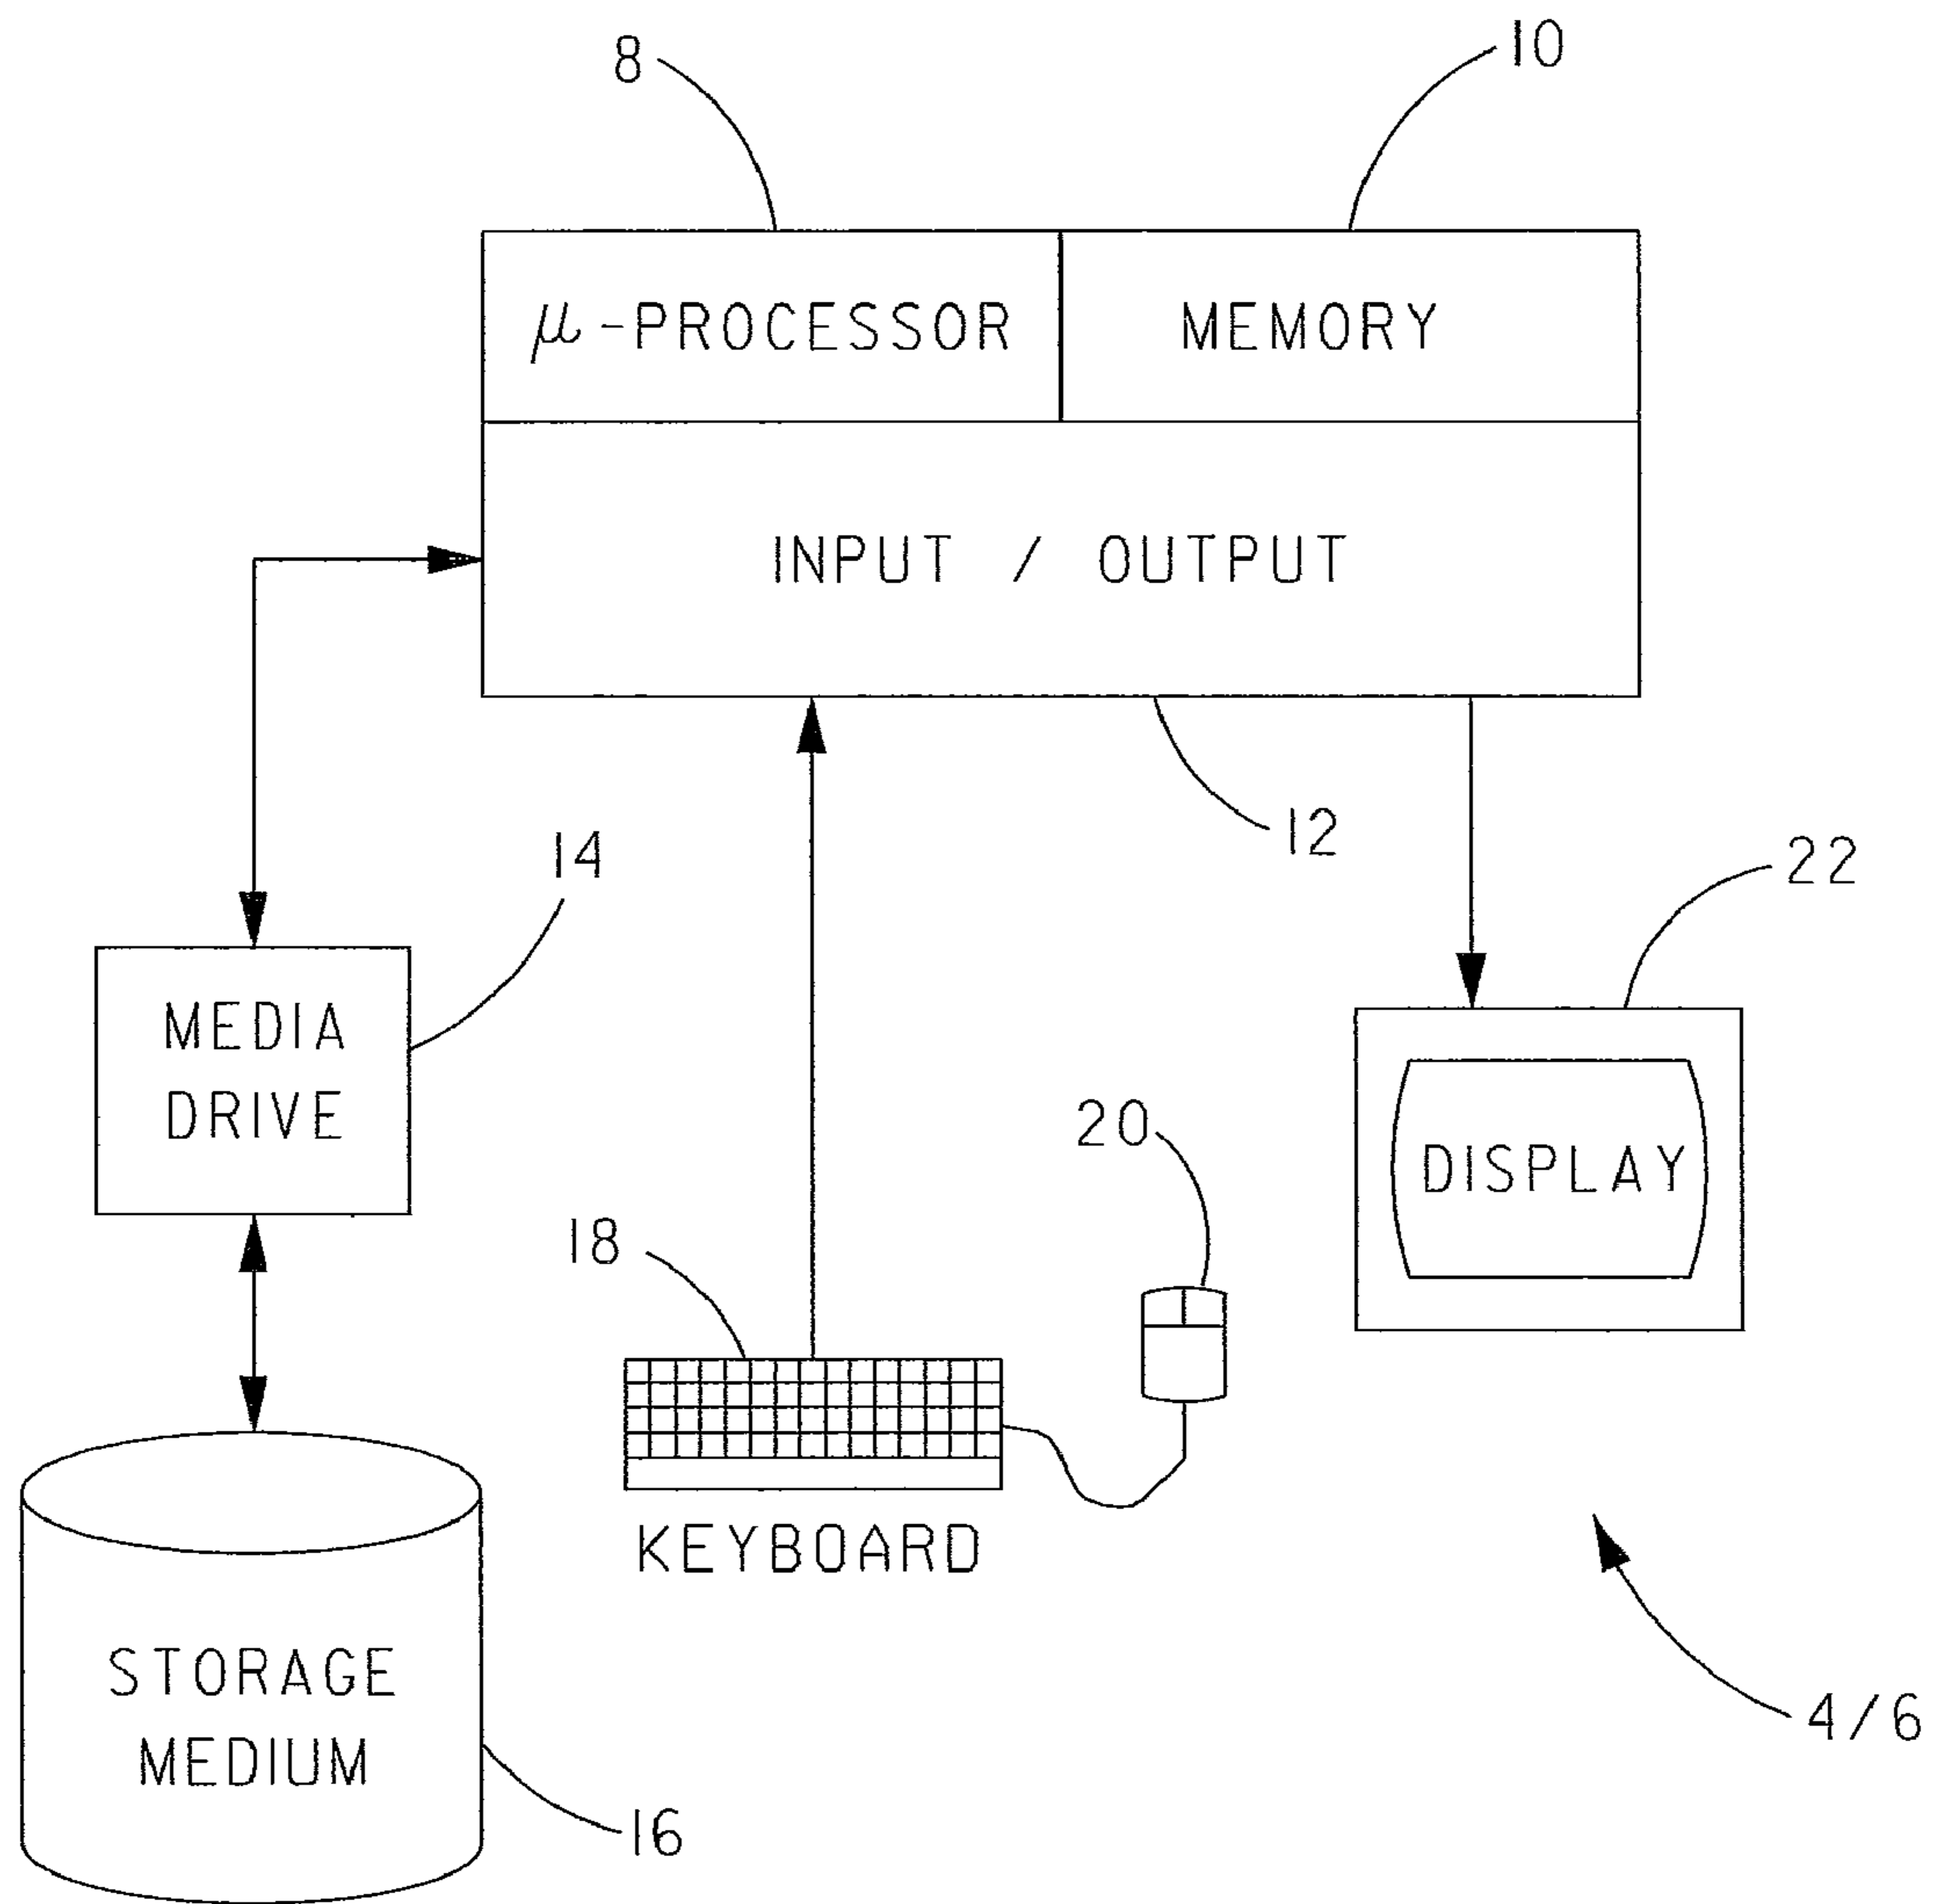 8
10
μ-PROCESSOR
MEMORY
INPUT / OUTPUT
12
14
22
MEDIA
DRIVE
20
DISPLAY
18
KEYBOARD
STORAGE
MEDIUM
4/6
16